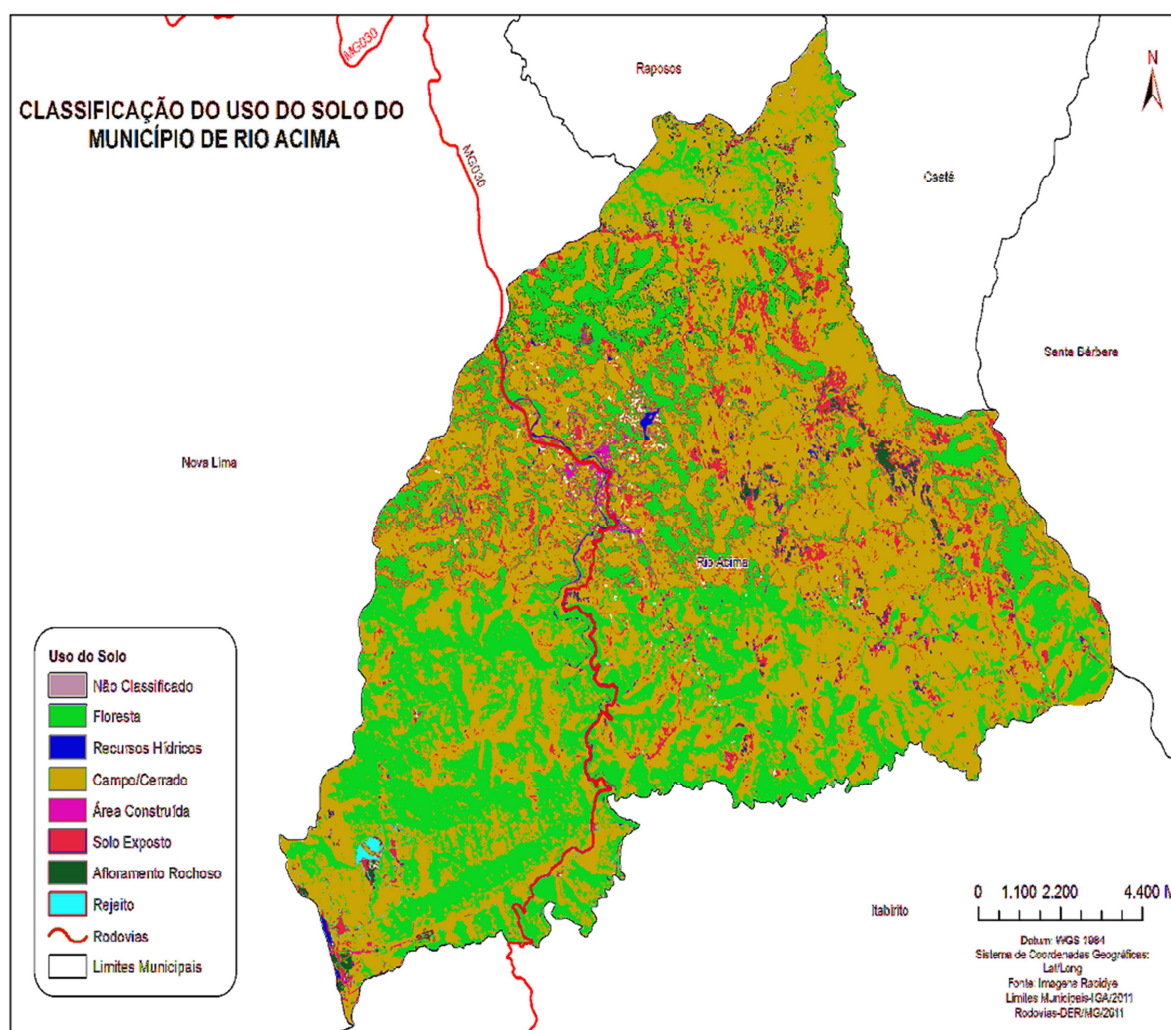 MG030
Raposos
N
CLASSIFICAÇÃO DO USO DO SOLO DO
MUNICÍPIO DE RIO ACIMA
MG030
Caeté
Santa Bárbara
Nova Lima
Rio Acima
Uso do Solo
Não Classificado
Floresta
Recursos Hídricos
Campo/Cerrado
Área Construída
Solo Exposto
Afloramento Rochoso
Rejeito
Rodovias
Limites Municipais
Itabirito
0 1.100 2.200 4.400 M
Datum: WGS 1984
Sistema de Coordenadas Geográficas:
Lat/Long
Fonte: Imagens Rapidye
Limites Municipais-IGA/2011
Rodovias-DER/MG/2011